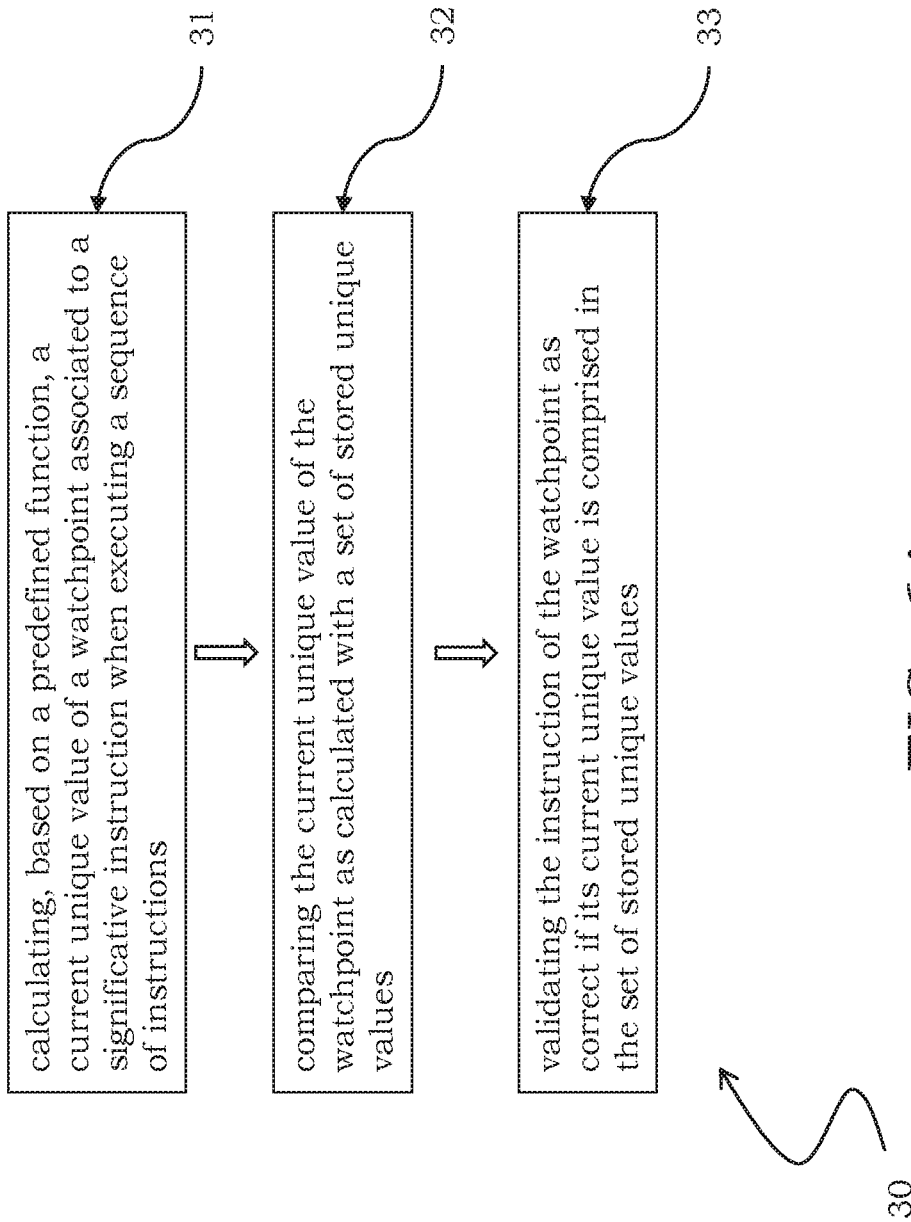 calculating, based on a predefined function, a
current unique value of a watchpoint associated to a
significative instruction when executing a sequence
of instructions
31
comparing the current unique value of the
watchpoint as calculated with a set of stored unique
values
32
validating the instruction of the watchpoint as
correct if its current unique value is comprised in
the set of stored unique values
33
30